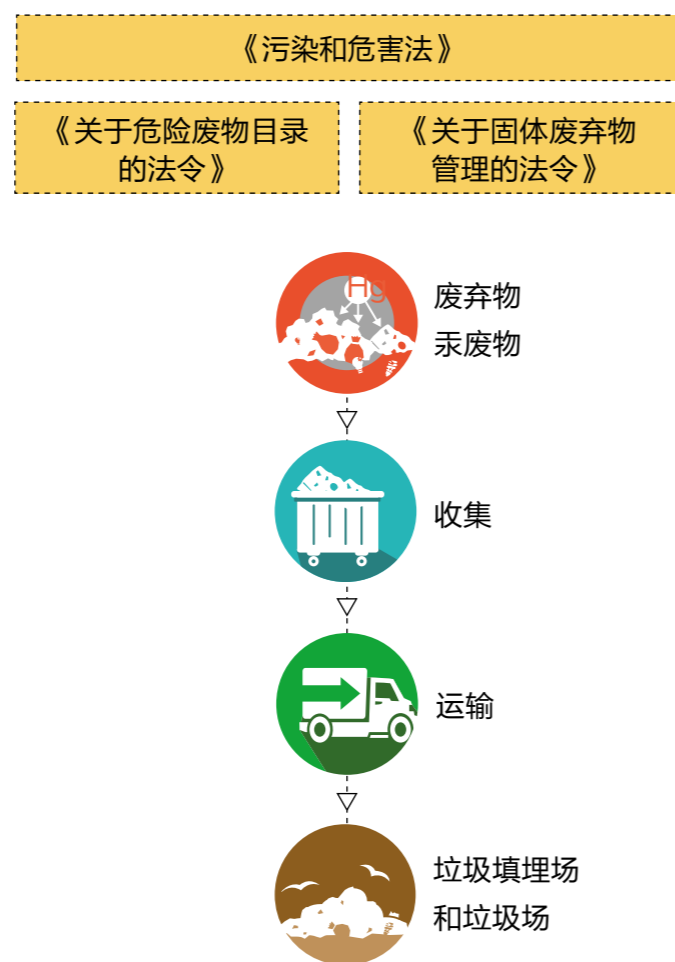 《污染和危害法》
《关于危险废物目录
的法令》
《关于固体废弃物
管理的法令》
Hg
废弃物
汞废物
收集
运输
垃圾填埋场
和垃圾场